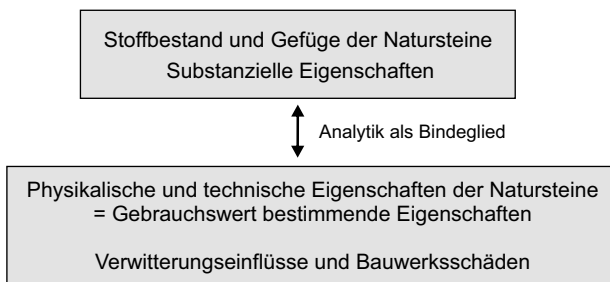 Stoffbestand und Gefüge der Natursteine
Substanzielle Eigenschaften
Analytik als Bindeglied
Physikalische und technische Eigenschaften der Natursteine
= Gebrauchswert bestimmende Eigenschaften
Verwitterungseinflüsse und Bauwerksschäden